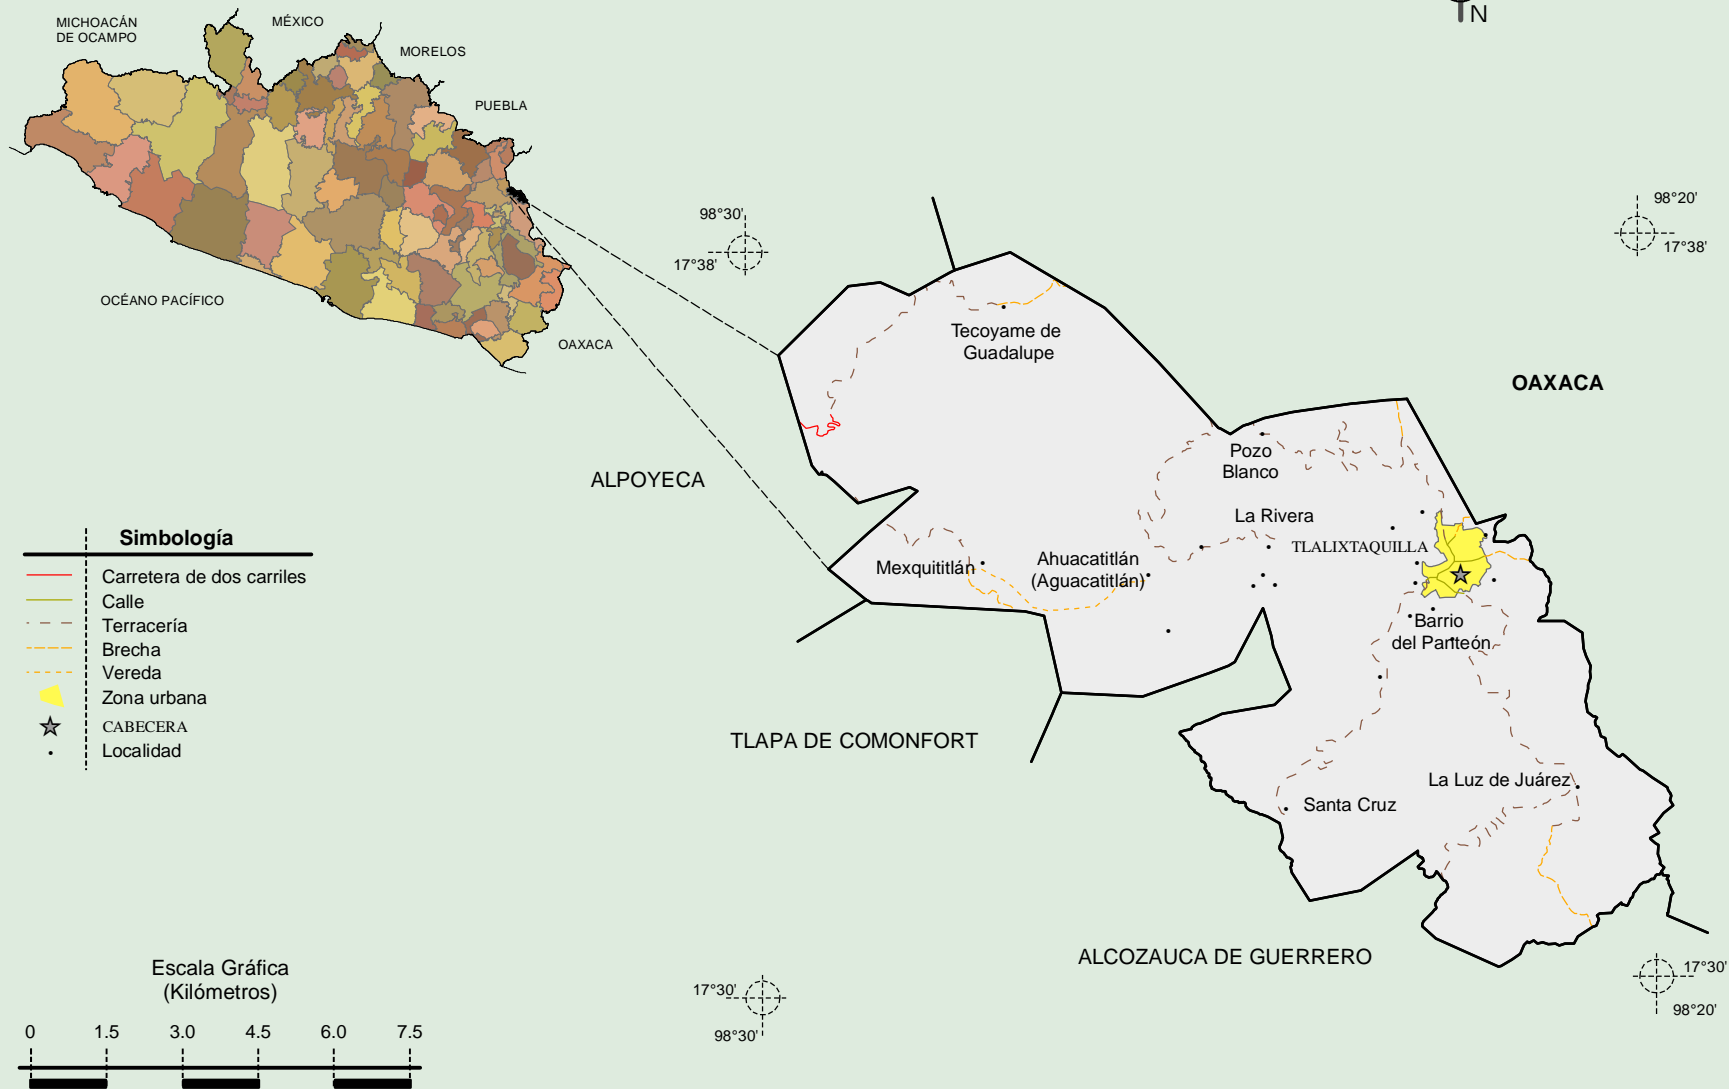 MICHOACÁN
DE OCAMPO
MÉXICO
MORELOS
PUEBLA
OCÉANO PACÍFICO
OAXACA
N
98°30'
17°38'
98°20'
17°38'
Tecoyame de
Guadalupe
OAXACA
ALPOYECA
Pozo
Blanco
La Rivera
TLALIXTAQUILLA
Mexquititlán
Ahuacatitlán
(Aguacatitlán)
Barrio
del Panteón
TLAPA DE COMONFORT
La Luz de Juárez
Santa Cruz
ALCOZAUCA DE GUERRERO
17°30'
98°30'
17°30'
98°20'
Simbología
Carretera de dos carriles
Calle
Terracería
Brecha
Vereda
Zona urbana
CABECERA
Localidad
Escala Gráfica
(Kilómetros)
0 1.5 3.0 4.5 6.0 7.5